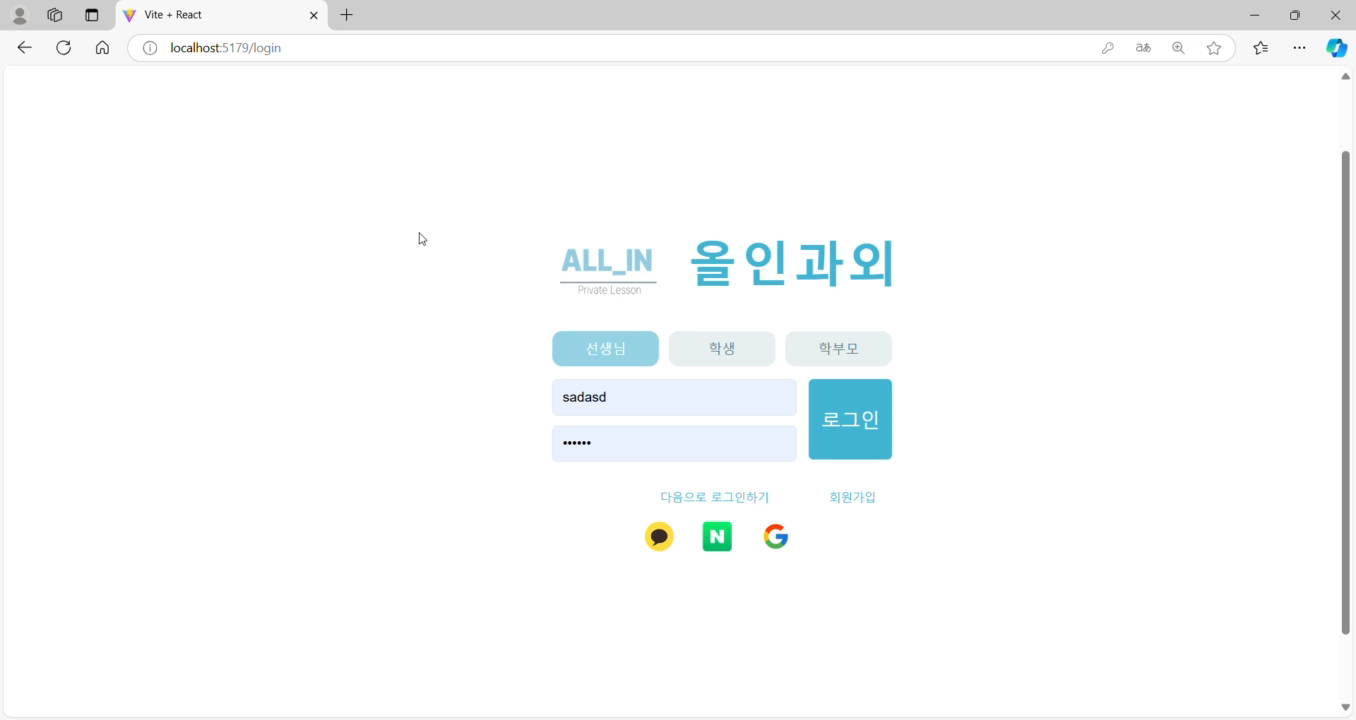 Vite + React
localhost:5179/login
ALL_IN
Private Lesson
올인과외
선생님 학생 학부모
sadasd
••••••
로그인
다음으로 로그인하기 회원가입
N